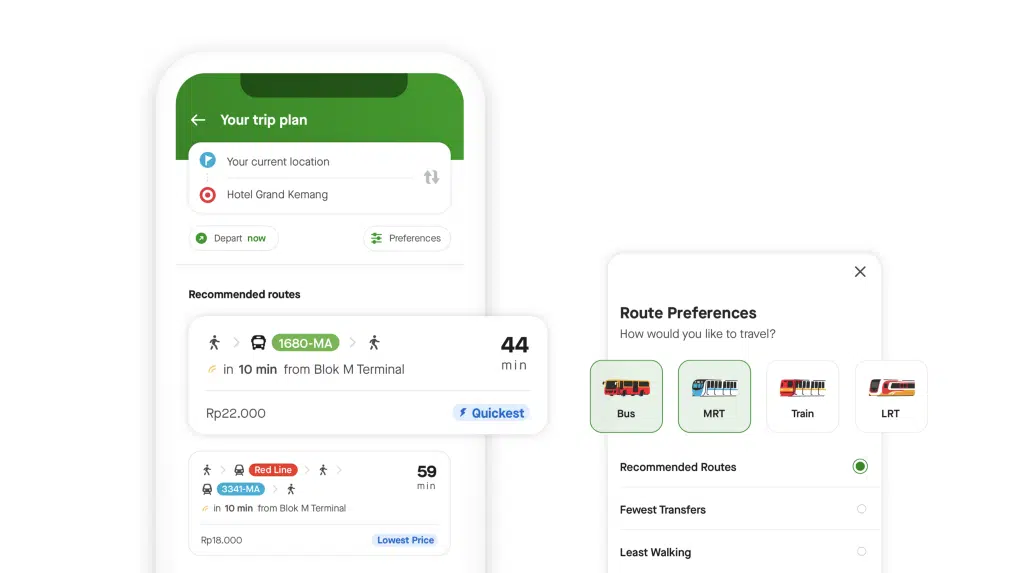 Your trip plan
Your current location
Hotel Grand Kemang
Depart now
Preferences
Recommended routes
1680-MA
44 min
in 10 min from Blok M Terminal
Rp22.000
Quickest
Red Line
59 min
3341-MA
in 10 min from Blok M Terminal
Rp18.000
Lowest Price
Route Preferences
How would you like to travel?
Bus
MRT
Train
LRT
Recommended Routes
Fewest Transfers
Least Walking